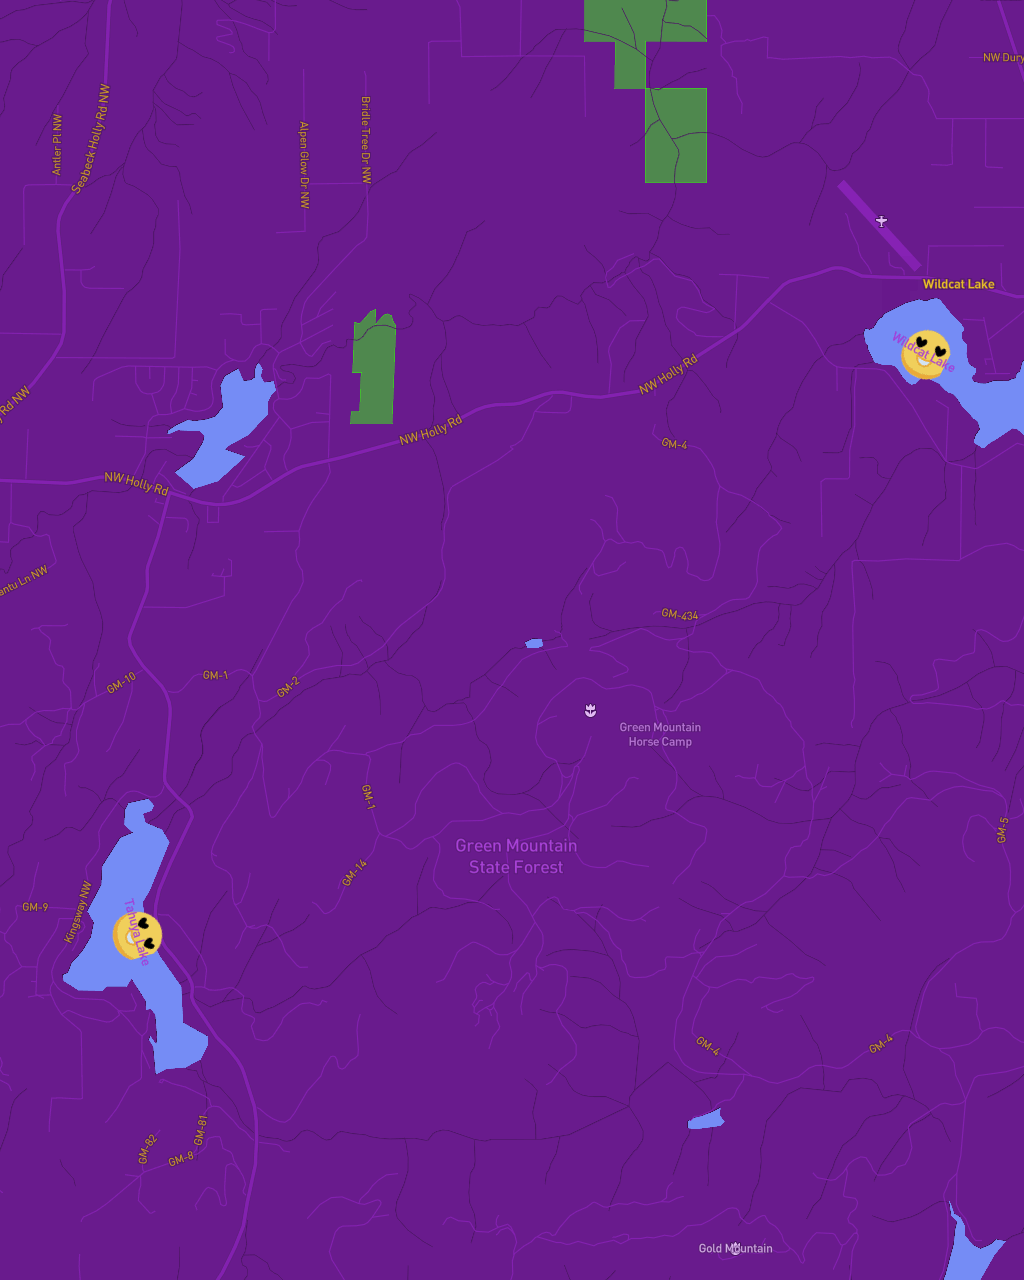 NW Dury
Antler Pl NW
Seabeck Holly Rd NW
Alpen Glow Dr NW
Bridle Tree Dr NW
Wildcat Lake
Wildcat Lake
NW Holly Rd
Rd NW
NW Holly Rd
GM-4
NW Holly Rd
antu Ln NW
GM-434
GM-10
GM-1
GM-2
Green Mountain
Horse Camp
GM-1
GM-5
Green Mountain
State Forest
GM-14
GM-9
Kingsway NW
Tahuya Lake
GM-4
GM-4
GM-82
GM-81
GM-8
Gold Mountain